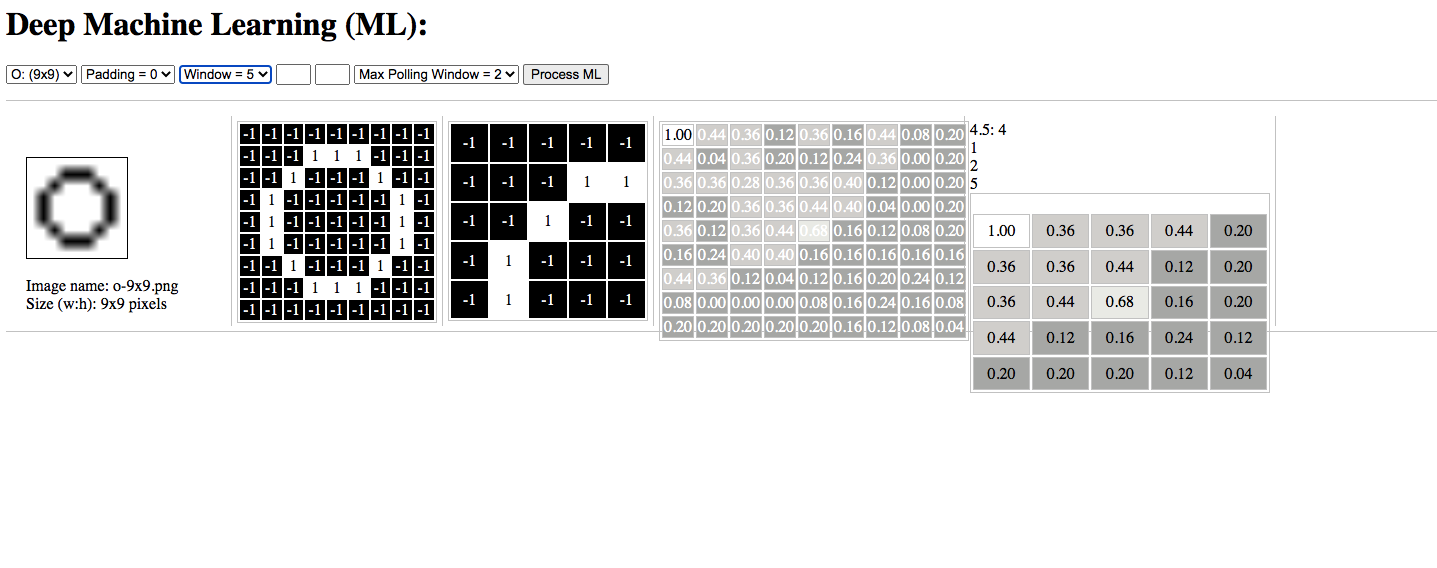 Deep Machine Learning (ML):
O: (9x9) Padding = 0 Window = 5 Max Polling Window = 2 Process ML
Image name: o-9x9.png
Size (w:h): 9x9 pixels
-1 -1 -1 -1 -1 -1 -1 -1 -1
-1 -1 -1 1 1 1 -1 -1 -1
-1 -1 1 -1 -1 -1 1 -1 -1
-1 1 -1 -1 -1 -1 -1 1 -1
-1 1 -1 -1 -1 -1 -1 1 -1
-1 1 -1 -1 -1 -1 -1 1 -1
-1 -1 1 -1 -1 -1 1 -1 -1
-1 -1 -1 1 1 1 -1 -1 -1
-1 -1 -1 -1 -1 -1 -1 -1 -1
-1 -1 -1 -1 -1
-1 -1 -1 1 1
-1 -1 1 -1 -1
-1 1 -1 -1 -1
-1 1 -1 -1 -1
1.00 0.44 0.36 0.12 0.36 0.16 0.44 0.08 0.20
0.44 0.04 0.36 0.20 0.12 0.24 0.36 0.00 0.20
0.36 0.36 0.28 0.36 0.36 0.40 0.12 0.00 0.20
0.12 0.20 0.36 0.36 0.44 0.40 0.04 0.00 0.20
0.36 0.12 0.36 0.44 0.68 0.16 0.12 0.08 0.20
0.16 0.24 0.40 0.40 0.16 0.16 0.16 0.16 0.16
0.44 0.36 0.12 0.04 0.12 0.16 0.20 0.24 0.12
0.08 0.00 0.00 0.00 0.08 0.16 0.24 0.16 0.08
0.20 0.20 0.20 0.20 0.20 0.16 0.12 0.08 0.04
4.5: 4
1
2
5
1.00 0.36 0.36 0.44 0.20
0.36 0.36 0.44 0.12 0.20
0.36 0.44 0.68 0.16 0.20
0.44 0.12 0.16 0.24 0.12
0.20 0.20 0.20 0.12 0.04